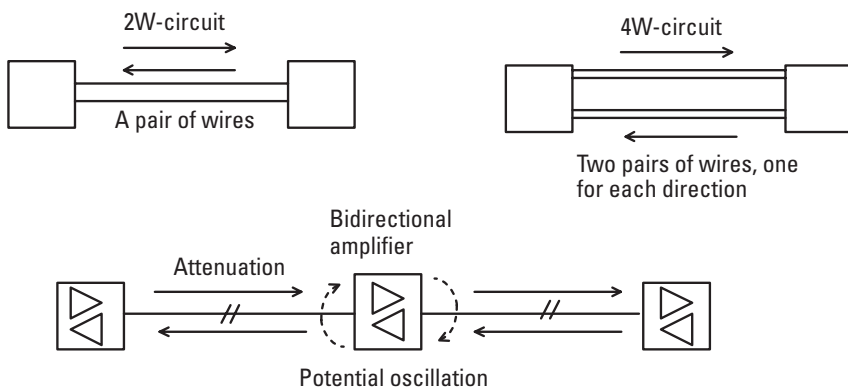 2W-circuit
A pair of wires
4W-circuit
Two pairs of wires, one
for each direction
Bidirectional
amplifier
Attenuation
Potential oscillation